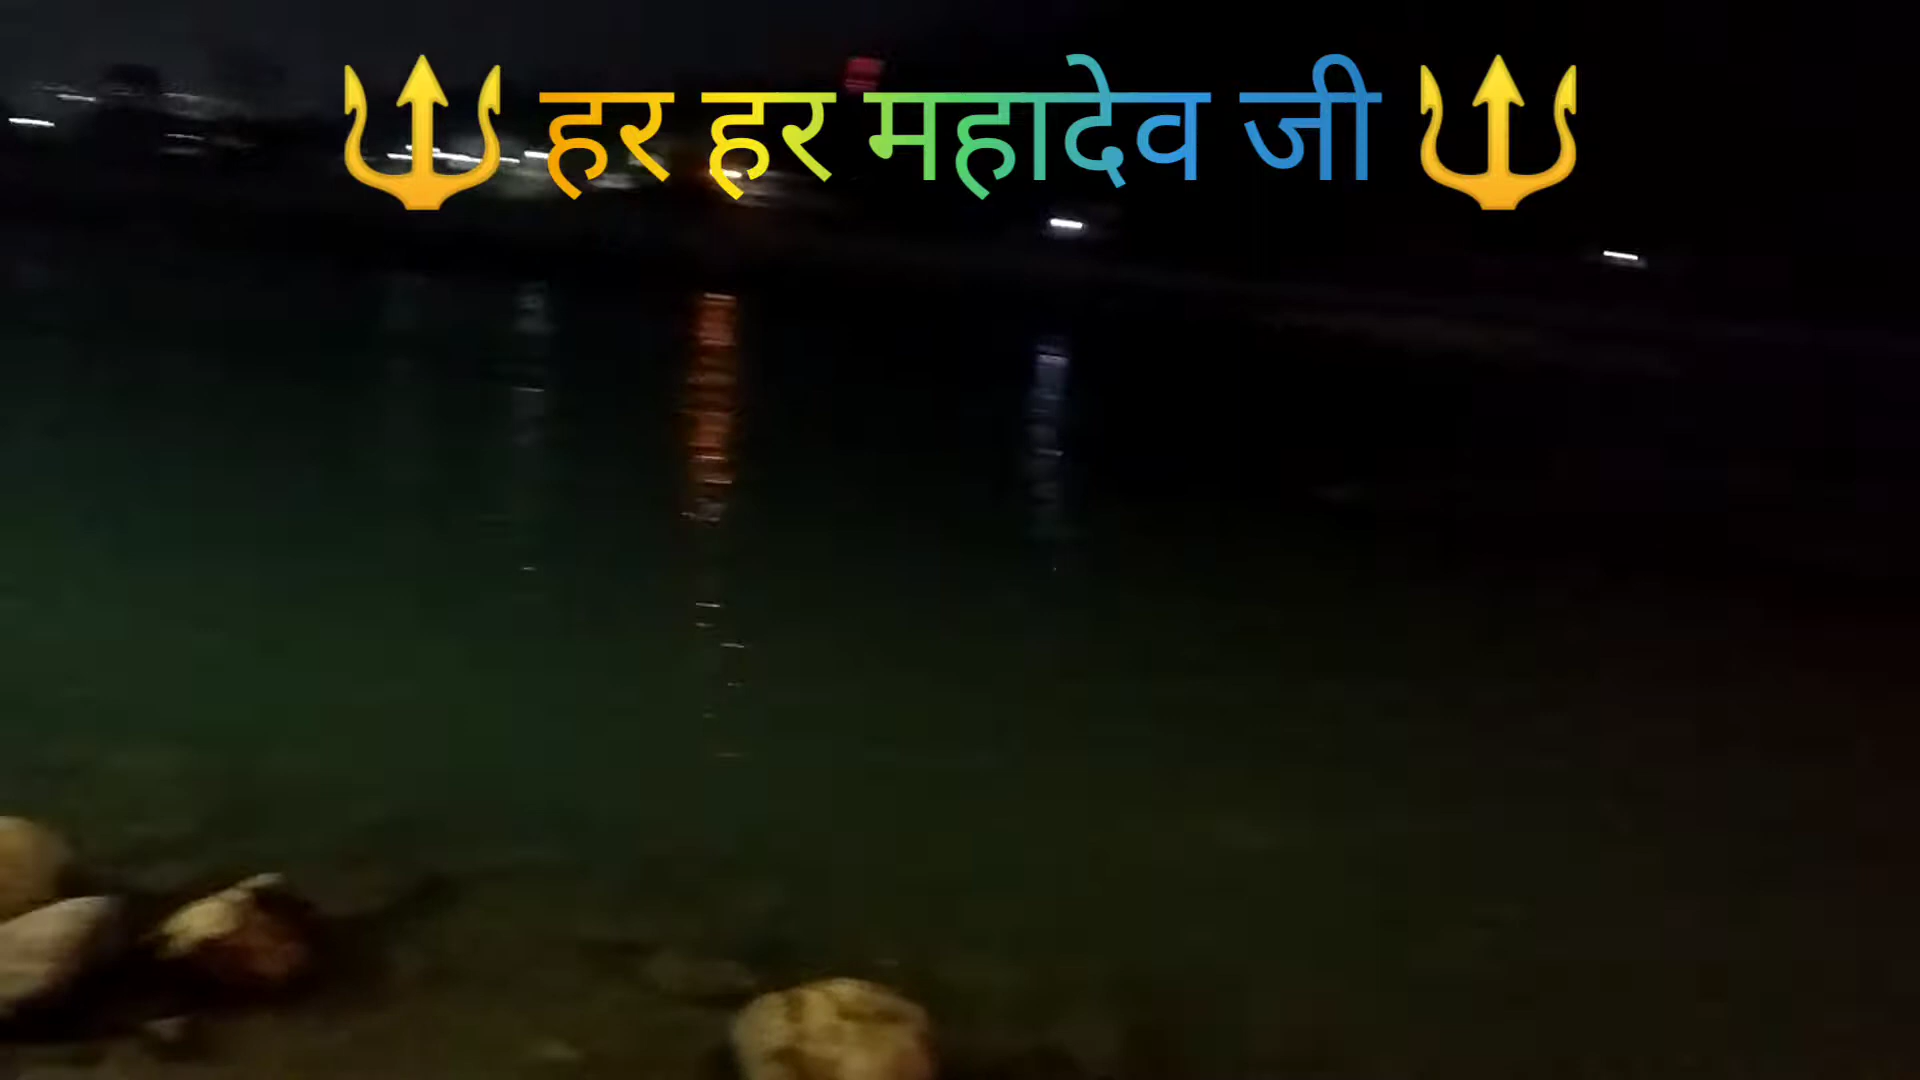 🔱 हर हर महादेव जी 🔱